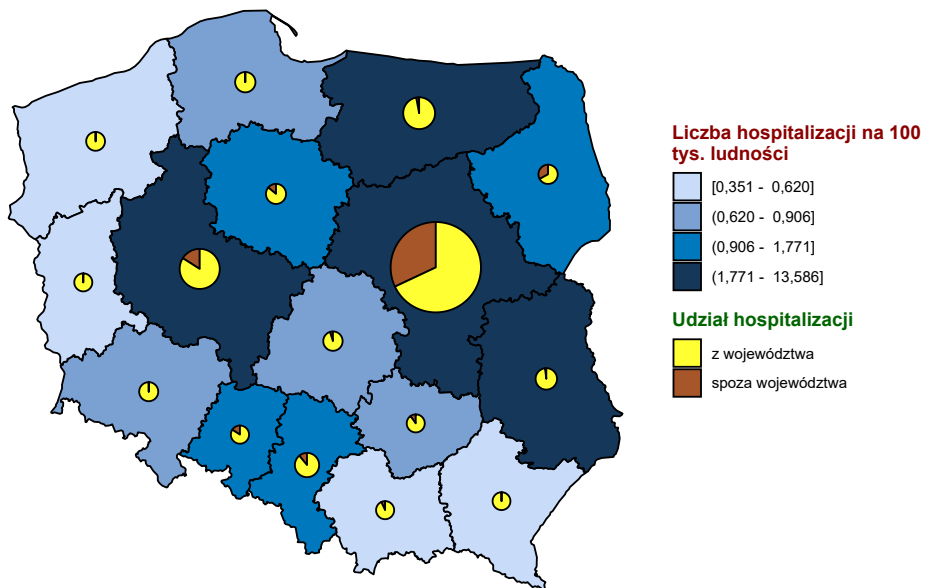 Liczba hospitalizacji na 100
tys. ludności
[0,351 - 0,620]
(0,620 - 0,906]
(0,906 - 1,771]
(1,771 - 13,586]
Udział hospitalizacji
z województwa
spoza województwa